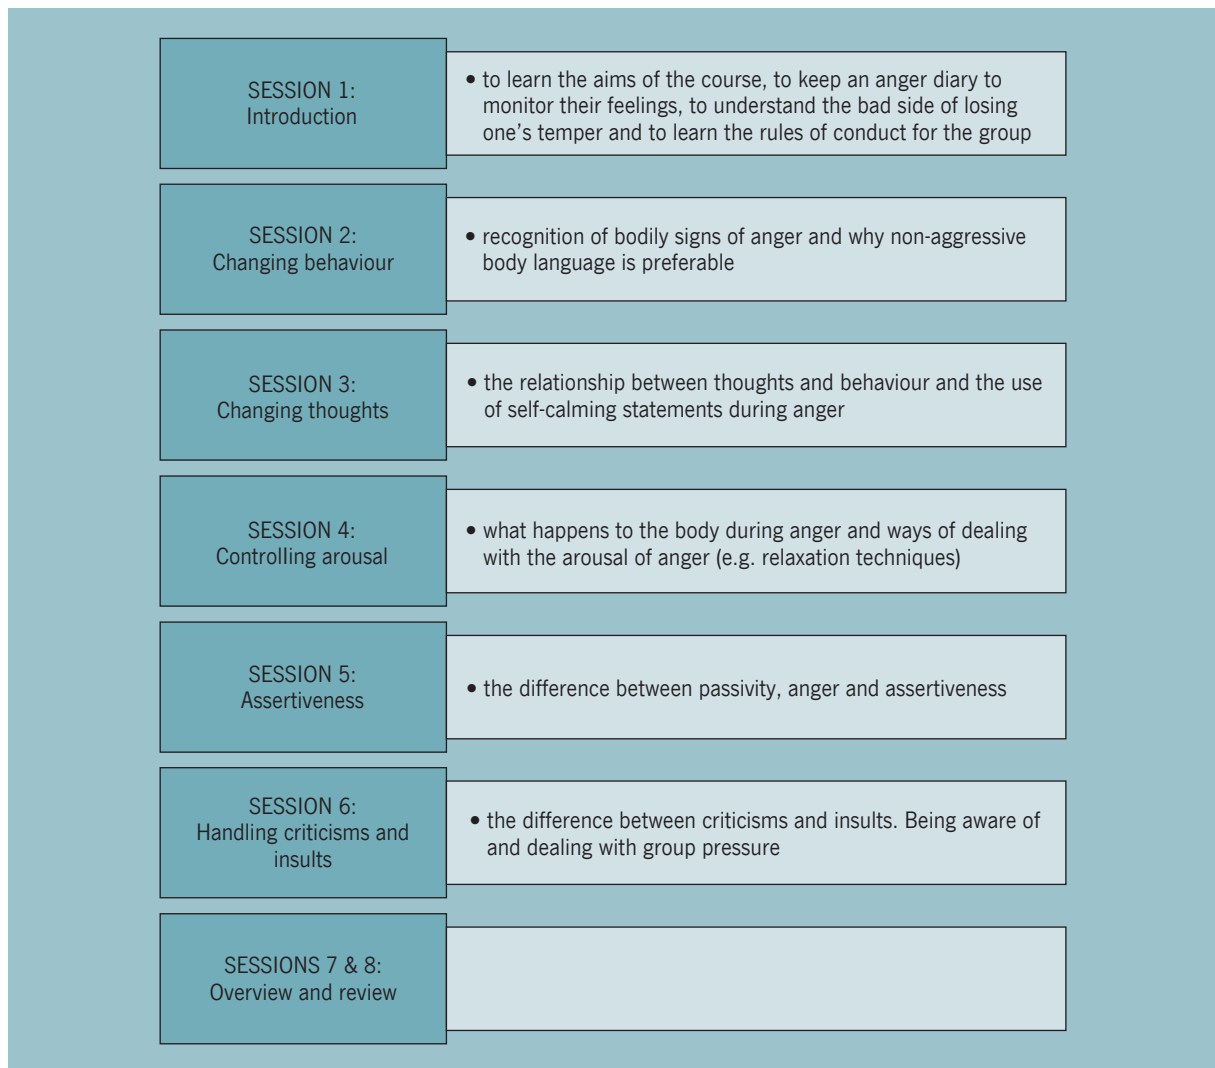 SESSION 1:
Introduction
• to learn the aims of the course, to keep an anger diary to
monitor their feelings, to understand the bad side of losing
one’s temper and to learn the rules of conduct for the group
SESSION 2:
Changing behaviour
• recognition of bodily signs of anger and why non-aggressive
body language is preferable
SESSION 3:
Changing thoughts
• the relationship between thoughts and behaviour and the use
of self-calming statements during anger
SESSION 4:
Controlling arousal
• what happens to the body during anger and ways of dealing
with the arousal of anger (e.g. relaxation techniques)
SESSION 5:
Assertiveness
• the difference between passivity, anger and assertiveness
SESSION 6:
Handling criticisms and
insults
• the difference between criticisms and insults. Being aware of
and dealing with group pressure
SESSIONS 7 & 8:
Overview and review